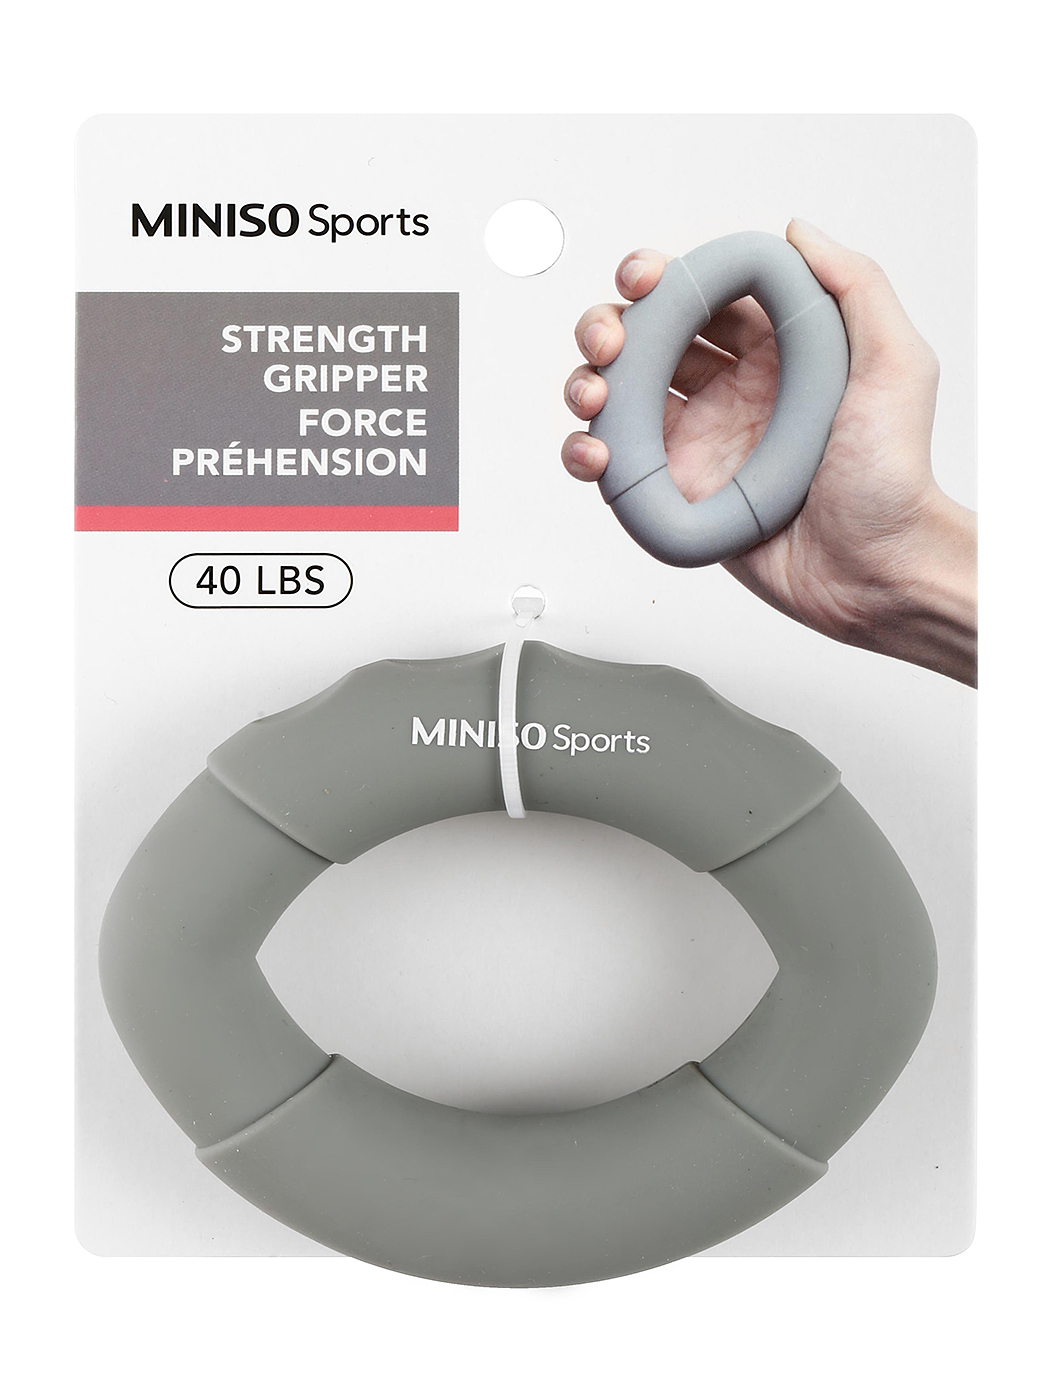 MINISO Sports
STRENGTH
GRIPPER
FORCE
PRÉHENSION
40 LBS
MINISO Sports